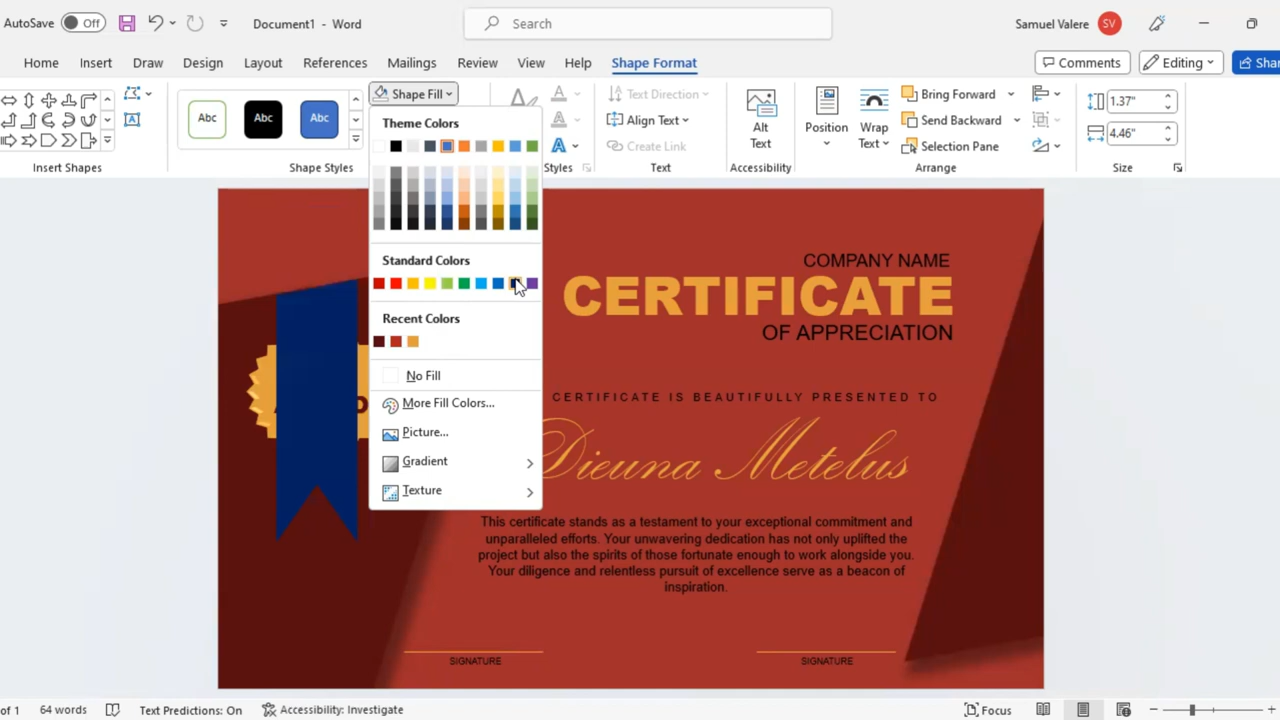 AutoSave Off Document1 - Word Search Samuel Valere SV
Home Insert Draw Design Layout References Mailings Review View Help Shape Format Comments Editing
Abc Abc Abc
Shape Fill
Text Direction
Align Text
Create Link
Alt
Text
Position
Wrap
Text
Bring Forward
Send Backward
Selection Pane
1.37"
4.46"
Insert Shapes Shape Styles Styles Text Accessibility Arrange Size
Theme Colors
Standard Colors
Recent Colors
No Fill
More Fill Colors...
Picture...
Gradient
Texture
COMPANY NAME
CERTIFICATE
OF APPRECIATION
CERTIFICATE IS BEAUTIFULLY PRESENTED TO
Dieuna Metelus
This certificate stands as a testament to your exceptional commitment and
unparalleled efforts. Your unwavering dedication has not only uplifted the
project but also the spirits of those fortunate enough to work alongside you.
Your diligence and relentless pursuit of excellence serve as a beacon of
inspiration.
SIGNATURE SIGNATURE
of 1 64 words Text Predictions: On Accessibility: Investigate Focus